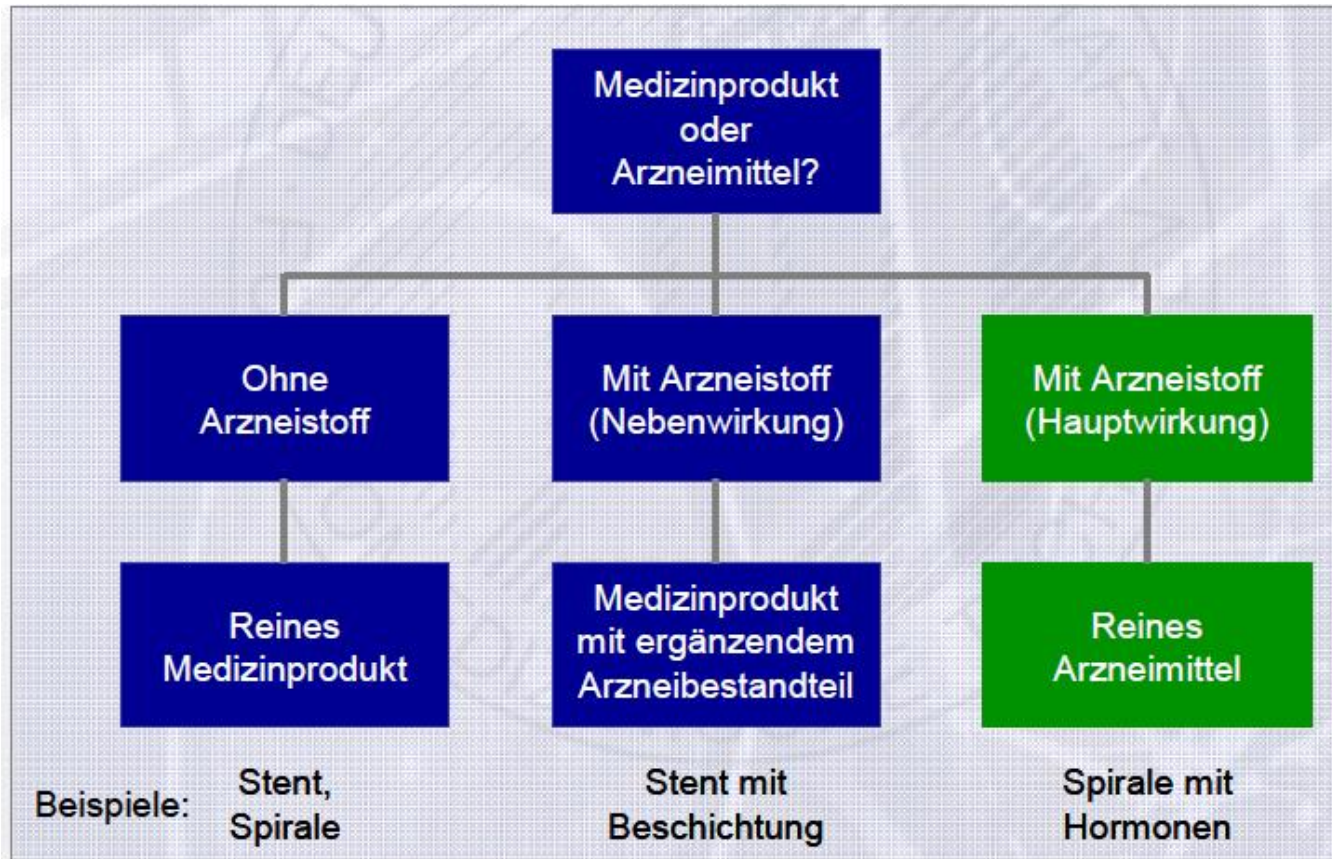 Medizinprodukt
oder
Arzneimittel?
Ohne
Arzneistoff
Mit Arzneistoff
(Nebenwirkung)
Mit Arzneistoff
(Hauptwirkung)
Reines
Medizinprodukt
Medizinprodukt
mit ergänzendem
Arzneibestandteil
Reines
Arzneimittel
Beispiele:
Stent,
Spirale
Stent mit
Beschichtung
Spirale mit
Hormonen